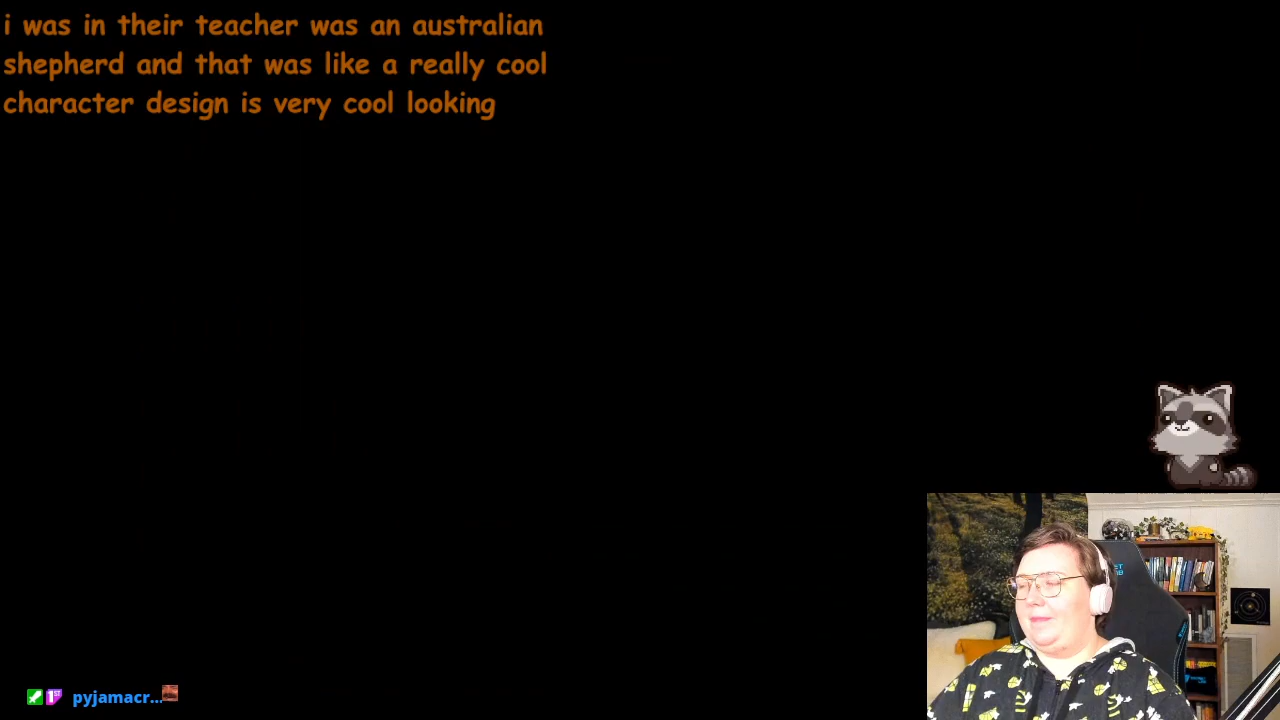 i was in their teacher was an australian
shepherd and that was like a really cool
character design is very cool looking
1ST pyjamacr...